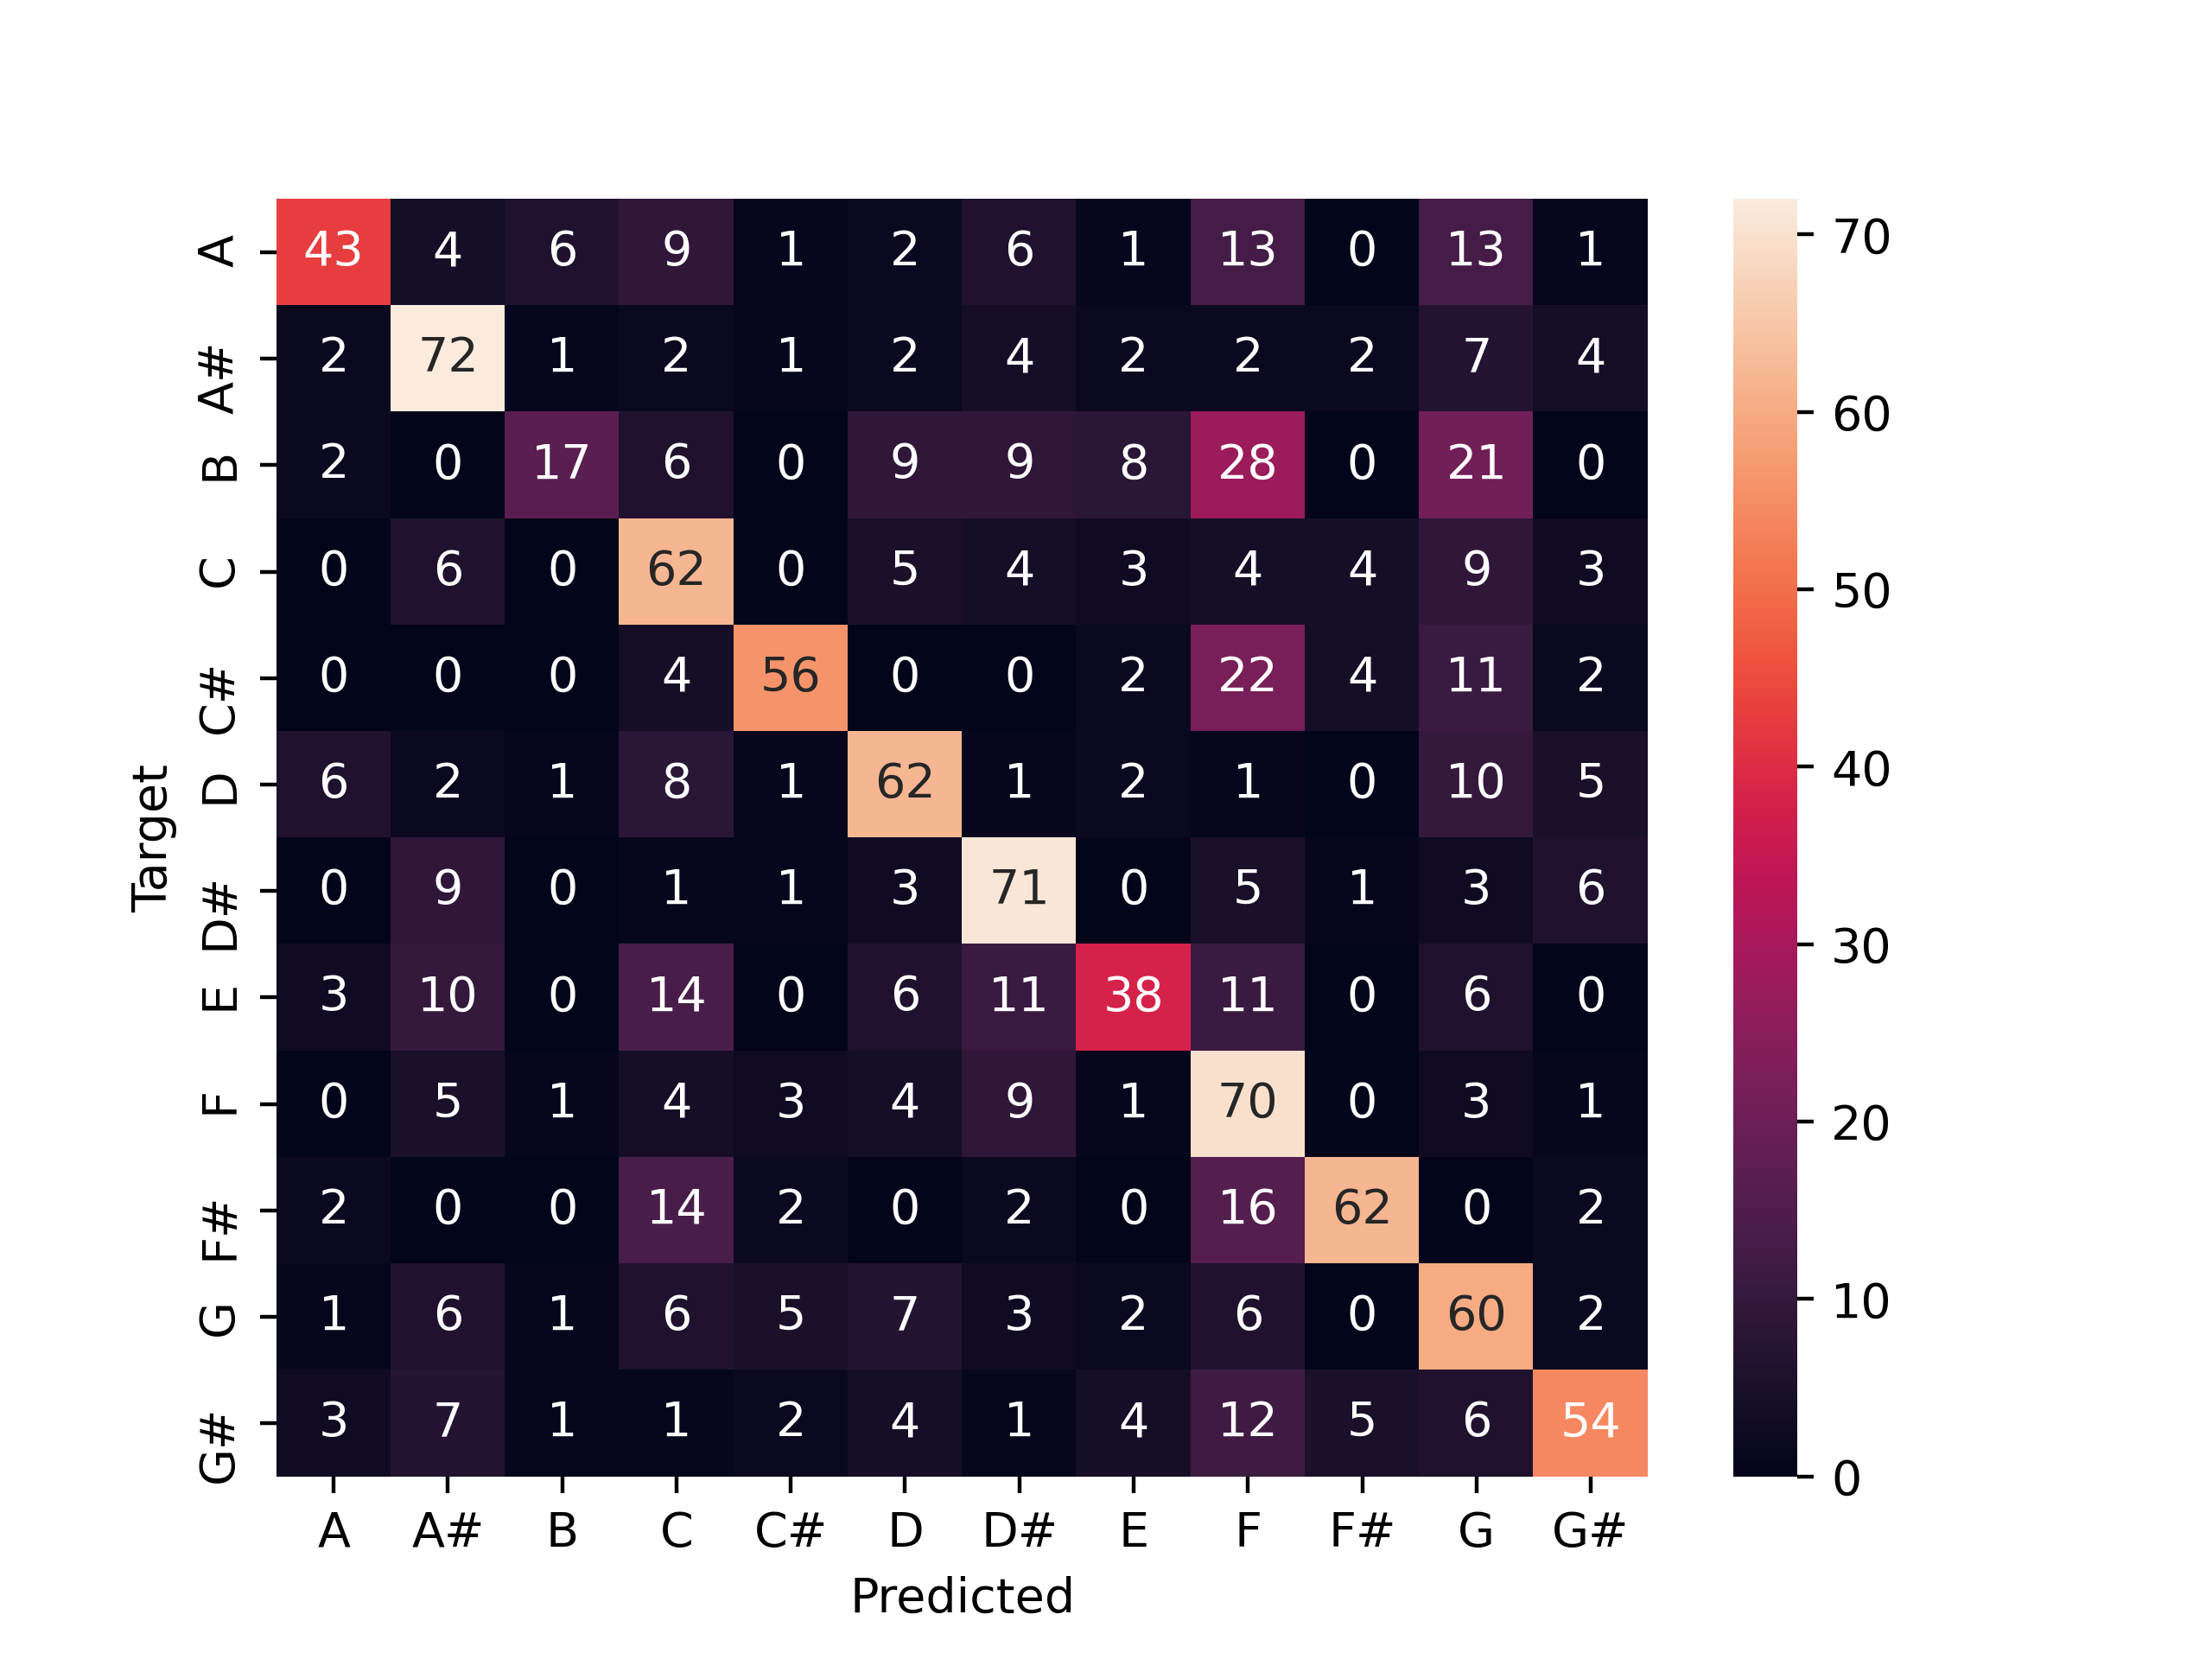 A 43 4 6 9 1 2 6 1 13 0 13 1
A# 2 72 1 2 1 2 4 2 2 2 7 4
B 2 0 17 6 0 9 9 8 28 0 21 0
C 0 6 0 62 0 5 4 3 4 4 9 3
C# 0 0 0 4 56 0 0 2 22 4 11 2
D 6 2 1 8 1 62 1 2 1 0 10 5
D# 0 9 0 1 1 3 71 0 5 1 3 6
E 3 10 0 14 0 6 11 38 11 0 6 0
F 0 5 1 4 3 4 9 1 70 0 3 1
F# 2 0 0 14 2 0 2 0 16 62 0 2
G 1 6 1 6 5 7 3 2 6 0 60 2
G# 3 7 1 1 2 4 1 4 12 5 6 54
A A# B C C# D D# E F F# G G#
Predicted
Target
70
60
50
40
30
20
10
0